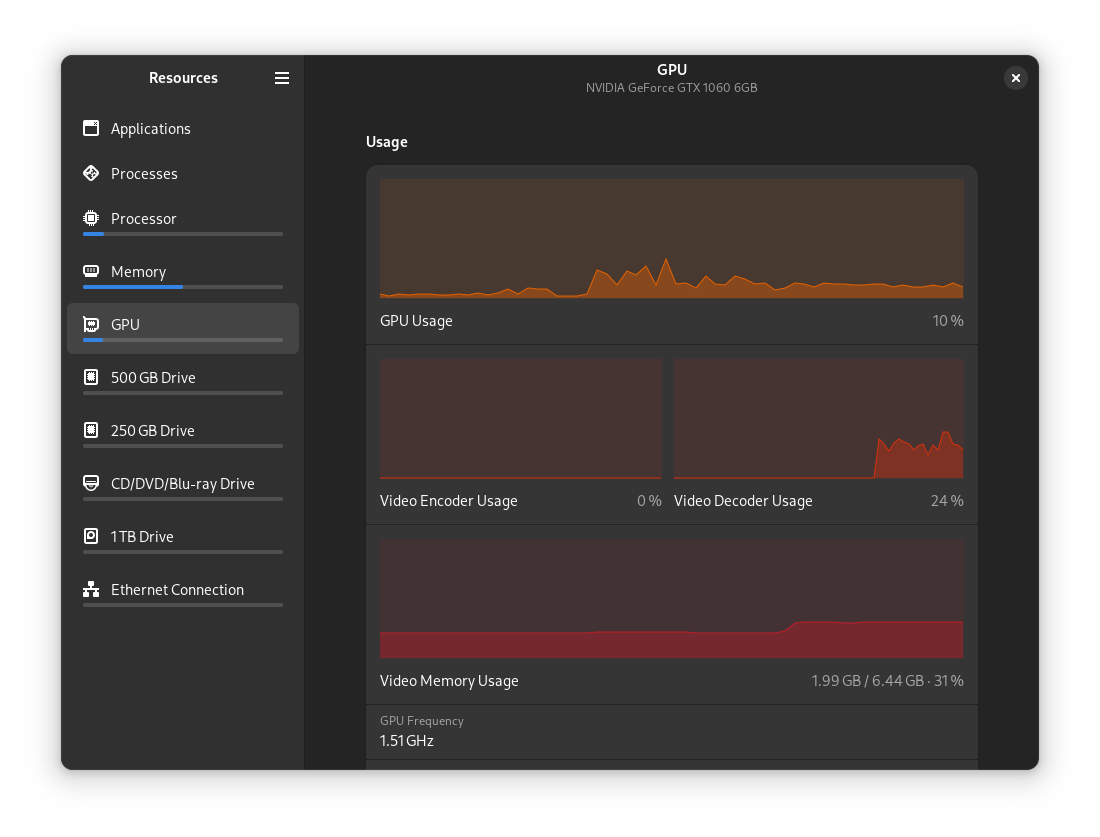 Resources
Applications
Processes
Processor
Memory
GPU
500 GB Drive
250 GB Drive
CD/DVD/Blu-ray Drive
1 TB Drive
Ethernet Connection
GPU
NVIDIA GeForce GTX 1060 6GB
Usage
GPU Usage 10 %
Video Encoder Usage 0 % Video Decoder Usage 24 %
Video Memory Usage 1.99 GB / 6.44 GB · 31 %
GPU Frequency
1.51 GHz